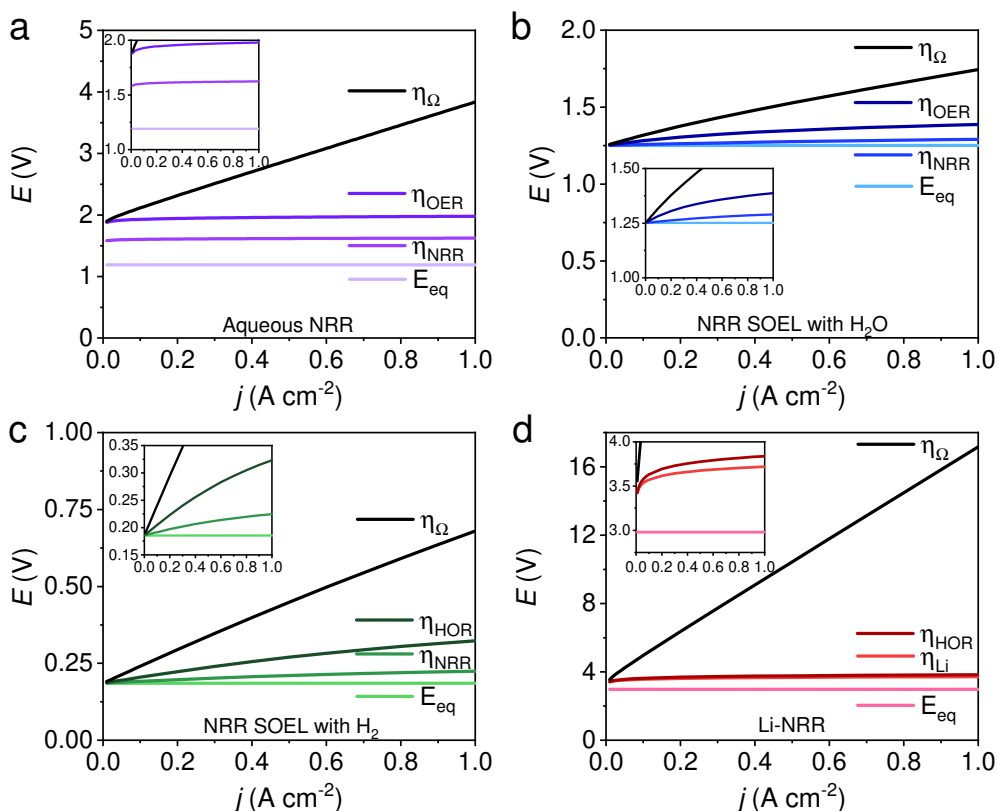 a
E (V)
5
4
3
2
1
0
2.0
1.5
1.0
0.0 0.2 0.4 0.6 0.8 1.0
ηΩ
ηOER
ηNRR
Eeq
Aqueous NRR
0.0 0.2 0.4 0.6 0.8 1.0
j (A cm-2)
b
E (V)
2.0
1.5
1.0
0.5
0.0
ηΩ
ηOER
ηNRR
Eeq
1.50
1.25
1.00
0.0 0.2 0.4 0.6 0.8 1.0
NRR SOEL with H2O
0.0 0.2 0.4 0.6 0.8 1.0
j (A cm-2)
c
E (V)
1.00
0.75
0.50
0.25
0.00
0.35
0.30
0.25
0.20
0.15
0.0 0.2 0.4 0.6 0.8 1.0
ηΩ
ηHOR
ηNRR
Eeq
NRR SOEL with H2
0.0 0.2 0.4 0.6 0.8 1.0
j (A cm-2)
d
E (V)
16
12
8
4
0
4.0
3.5
3.0
0.0 0.2 0.4 0.6 0.8 1.0
ηΩ
ηHOR
ηLi
Eeq
Li-NRR
0.0 0.2 0.4 0.6 0.8 1.0
j (A cm-2)